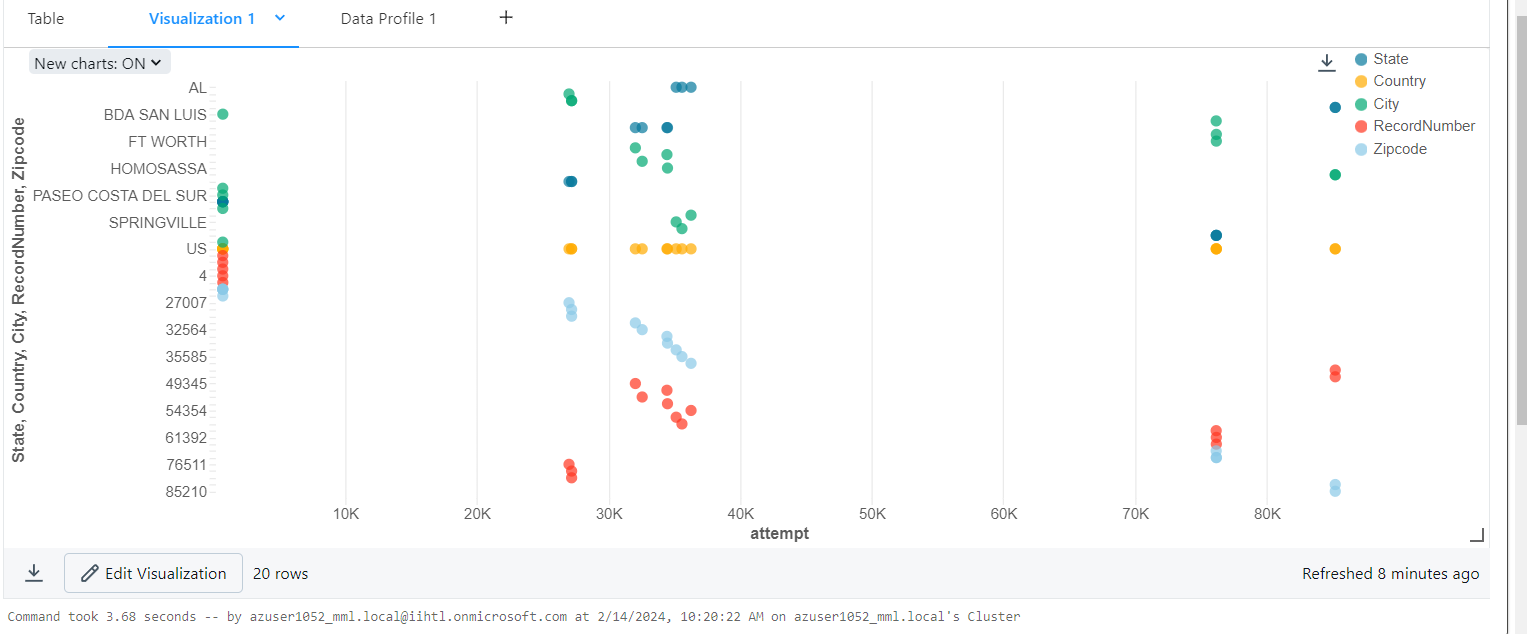 Table Visualization 1 Data Profile 1 +
New charts: ON
State
Country
City
RecordNumber
Zipcode
State, Country, City, RecordNumber, Zipcode
AL
BDA SAN LUIS
FT WORTH
HOMOSASSA
PASEO COSTA DEL SUR
SPRINGVILLE
US
4
27007
32564
35585
49345
54354
61392
76511
85210
10K 20K 30K 40K 50K 60K 70K 80K
attempt
Edit Visualization 20 rows Refreshed 8 minutes ago
Command took 3.68 seconds -- by azuser1052_mml.local@iihtl.onmicrosoft.com at 2/14/2024, 10:20:22 AM on azuser1052_mml.local's Cluster